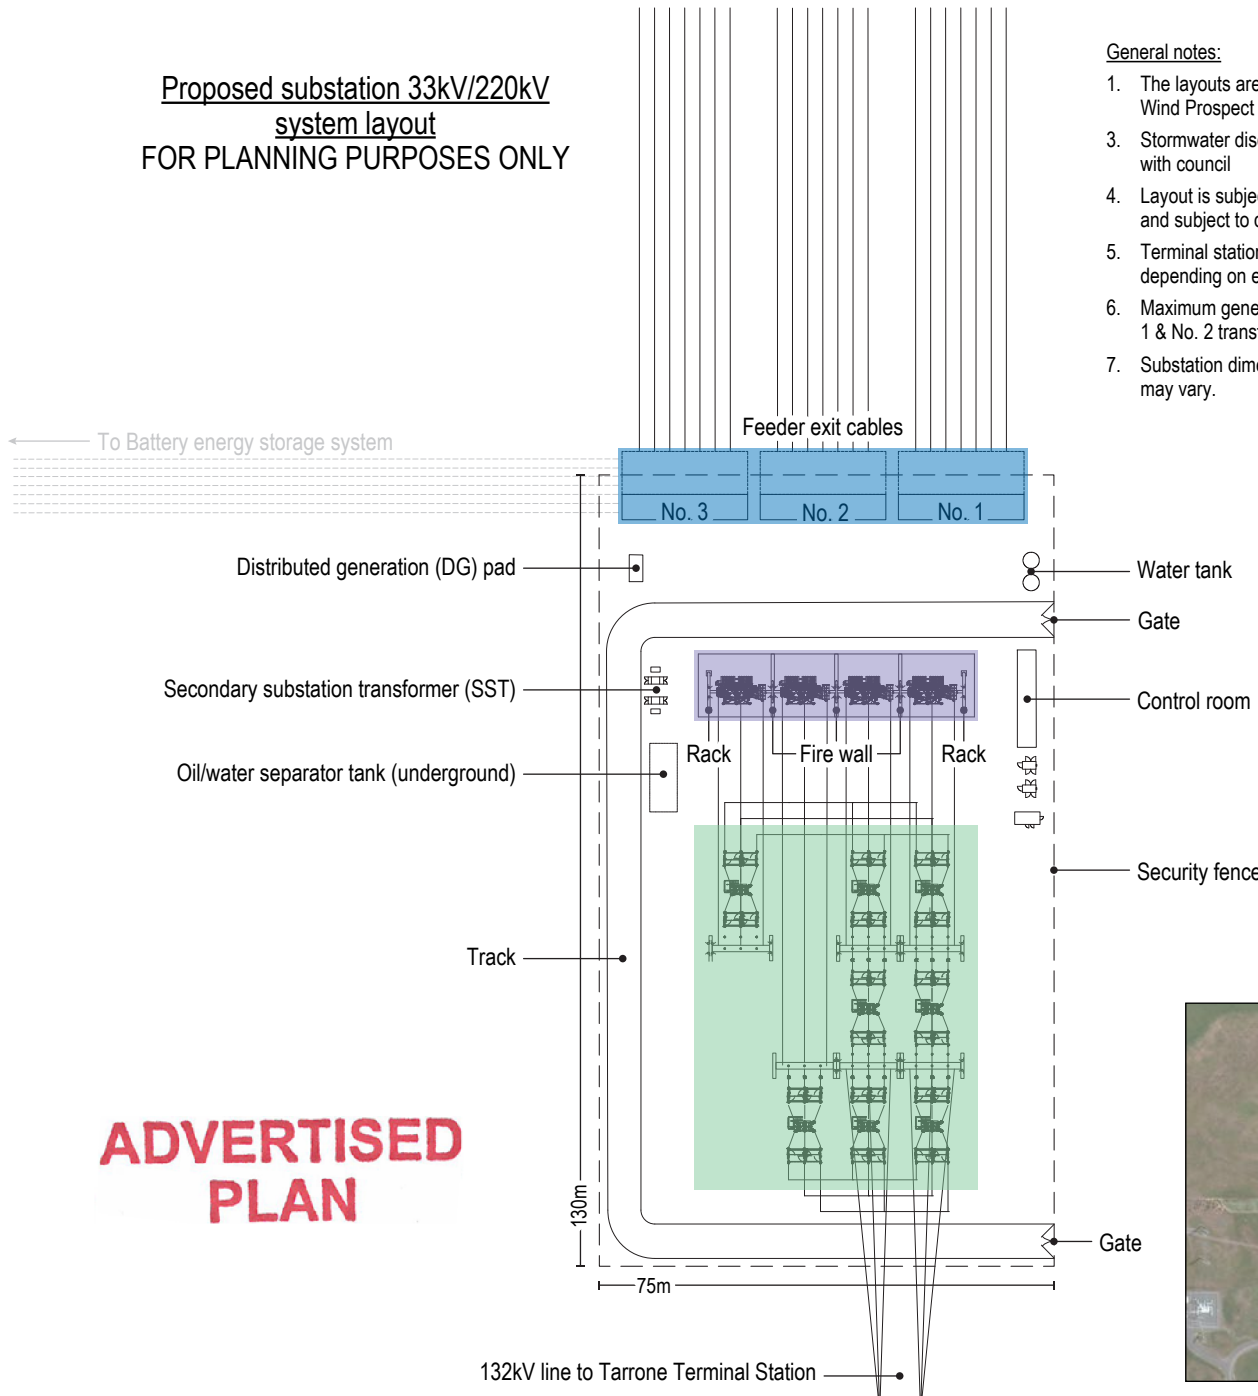 Proposed substation 33kV/220kV
system layout
FOR PLANNING PURPOSES ONLY
General notes:
1. The layouts are
Wind Prospect
3. Stormwater dis
with council
4. Layout is subje
and subject to
5. Terminal station
depending on e
6. Maximum gene
1 & No. 2 trans
7. Substation dime
may vary.
To Battery energy storage system
Feeder exit cables
No. 3
No. 2
No. 1
Distributed generation (DG) pad
Water tank
Gate
Secondary substation transformer (SST)
Control room
Rack
Fire wall
Rack
Oil/water separator tank (underground)
Security fence
Track
ADVERTISED
PLAN
130m
Gate
75m
132kV line to Tarrone Terminal Station